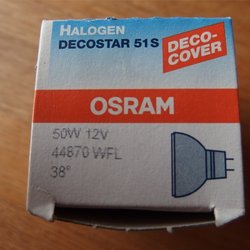 HALOGEN
DECOSTAR 51S
DECO-
COVER
OSRAM
50W 12V
44870 WFL
38°